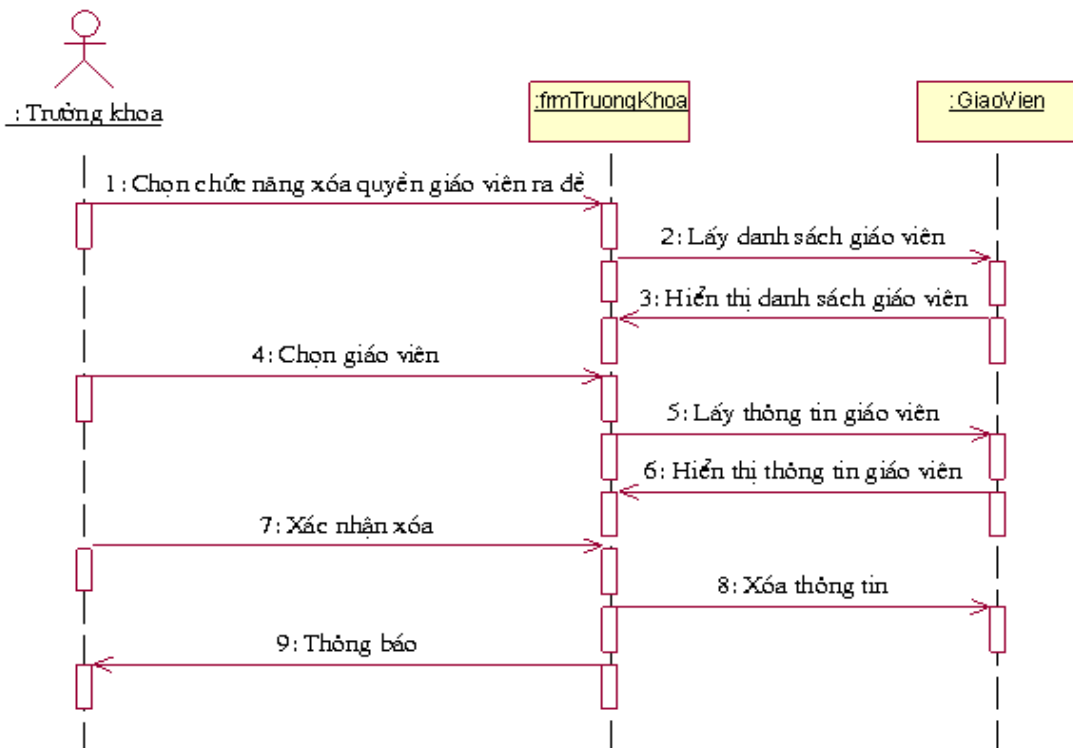 : Trưởng khoa
:frmTruongKhoa
:GiaoVien
1: Chọn chức năng xóa quyền giáo viên ra đề
2: Lấy danh sách giáo viên
3: Hiển thị danh sách giáo viên
4: Chọn giáo viên
5: Lấy thông tin giáo viên
6: Hiển thị thông tin giáo viên
7: Xác nhận xóa
8: Xóa thông tin
9: Thông báo